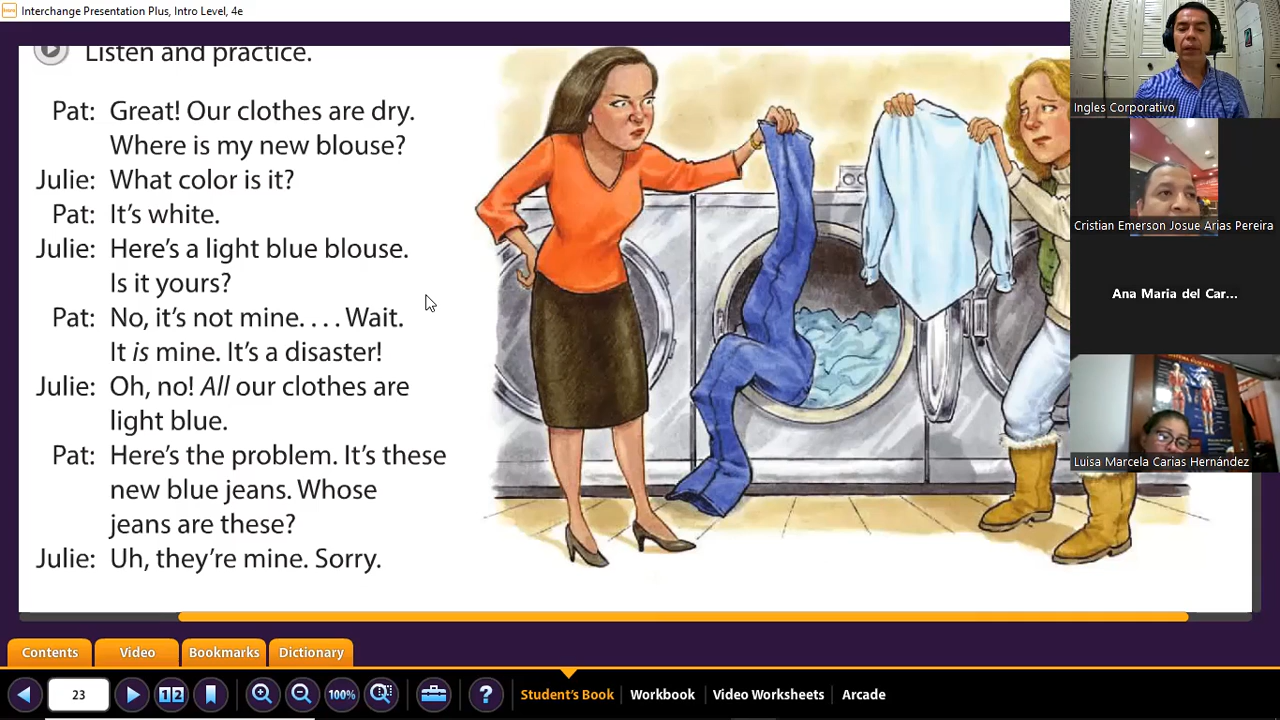 Interchange Presentation Plus, Intro Level, 4e
Listen and practice.
Pat: Great! Our clothes are dry.
Where is my new blouse?
Julie: What color is it?
Pat: It's white.
Julie: Here's a light blue blouse.
Is it yours?
Pat: No, it's not mine. . . . Wait.
It is mine. It's a disaster!
Julie: Oh, no! All our clothes are
light blue.
Pat: Here's the problem. It's these
new blue jeans. Whose
jeans are these?
Julie: Uh, they're mine. Sorry.
Ingles Corporativo
Cristian Emerson Josue Arias Pereira
Ana Maria del Car...
Luisa Marcela Carias Hernández
Contents Video Bookmarks Dictionary
23 1 2 100% ? Student's Book Workbook Video Worksheets Arcade